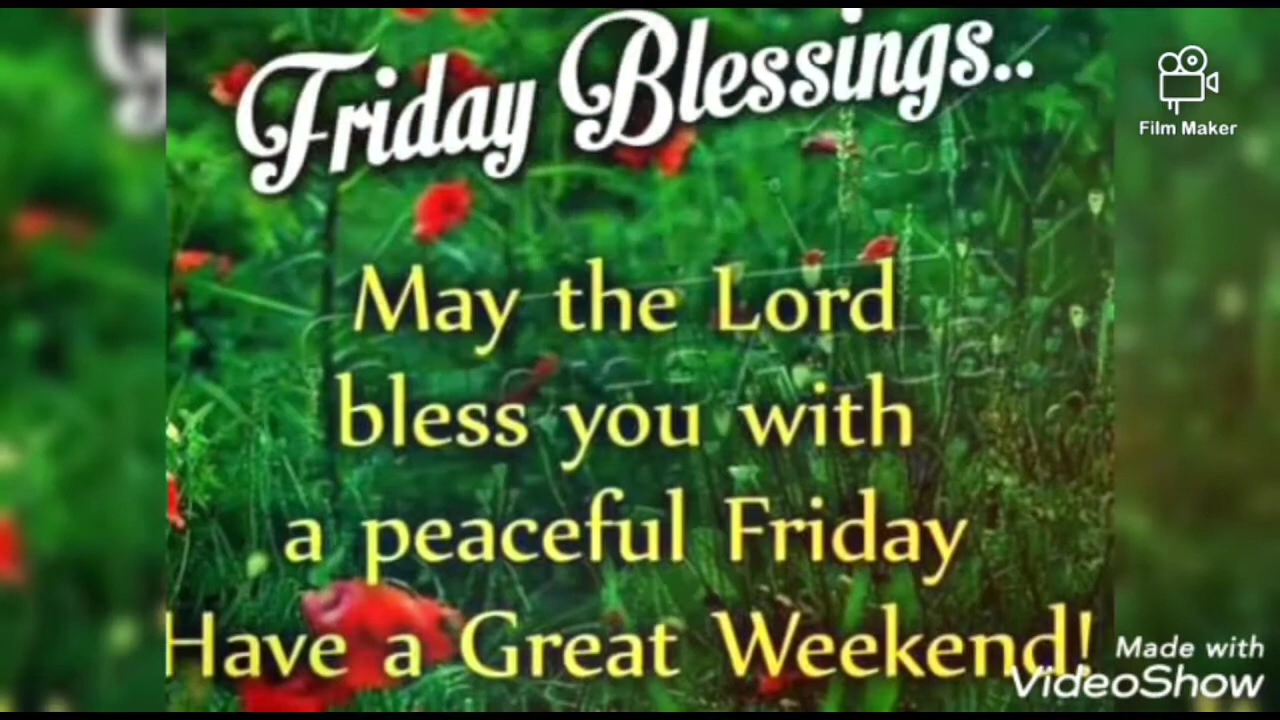 Friday Blessings..
Film Maker
May the Lord
bless you with
a peaceful Friday
Have a Great Weekend!
Made with
VideoShow